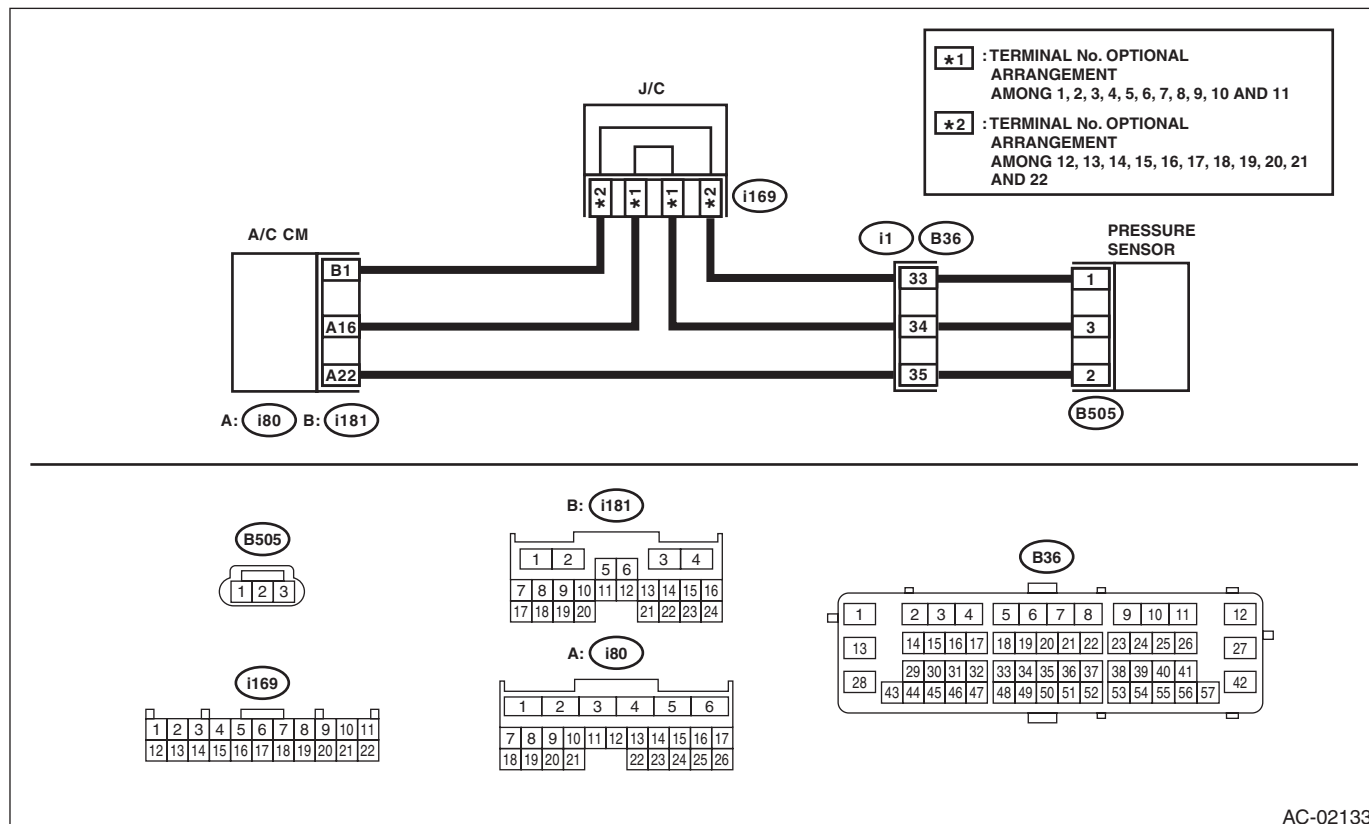 *1 : TERMINAL No. OPTIONAL
ARRANGEMENT
AMONG 1, 2, 3, 4, 5, 6, 7, 8, 9, 10 AND 11
*2 : TERMINAL No. OPTIONAL
ARRANGEMENT
AMONG 12, 13, 14, 15, 16, 17, 18, 19, 20, 21
AND 22
J/C
*2 *1 *1 *2
i169
A/C CM
B1
A16
A22
A: i80 B: i181
i1 B36
33
34
35
PRESSURE
SENSOR
1
3
2
B505
B505
1 2 3
i169
1 2 3 4 5 6 7 8 9 10 11
12 13 14 15 16 17 18 19 20 21 22
B: i181
1 2 3 4
5 6
7 8 9 10 11 12 13 14 15 16
17 18 19 20 21 22 23 24
A: i80
1 2 3 4 5 6
7 8 9 10 11 12 13 14 15 16 17
18 19 20 21 22 23 24 25 26
B36
1 2 3 4 5 6 7 8 9 10 11 12
13 14 15 16 17 18 19 20 21 22 23 24 25 26 27
28 29 30 31 32 33 34 35 36 37 38 39 40 41 42
43 44 45 46 47 48 49 50 51 52 53 54 55 56 57
AC-02133